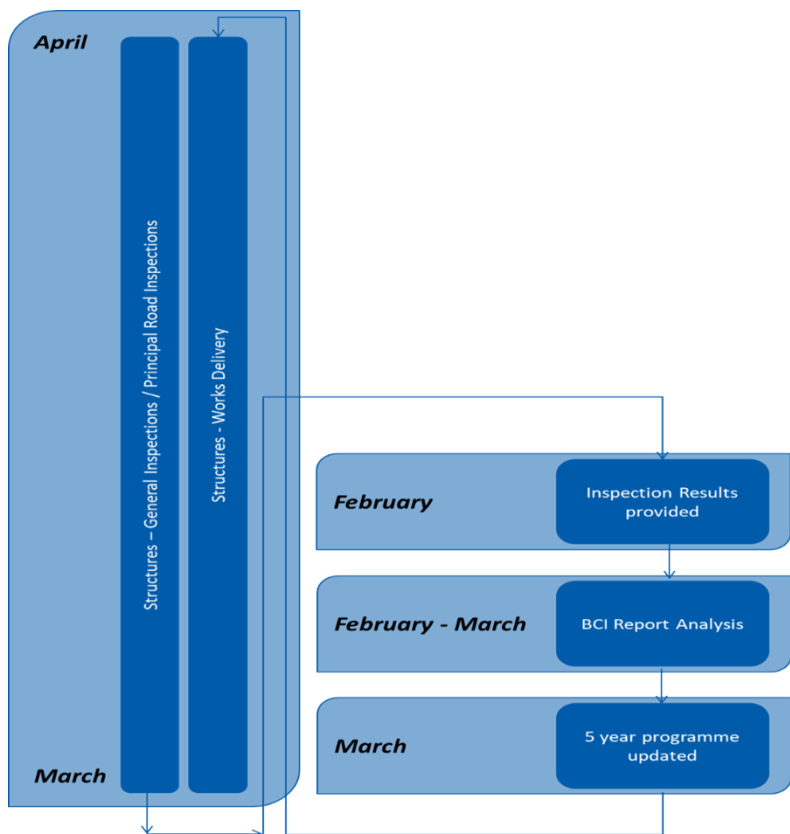 April
Structures – General Inspections / Principal Road Inspections
Structures - Works Delivery
March
February
Inspection Results
provided
February - March
BCI Report Analysis
March
5 year programme
updated